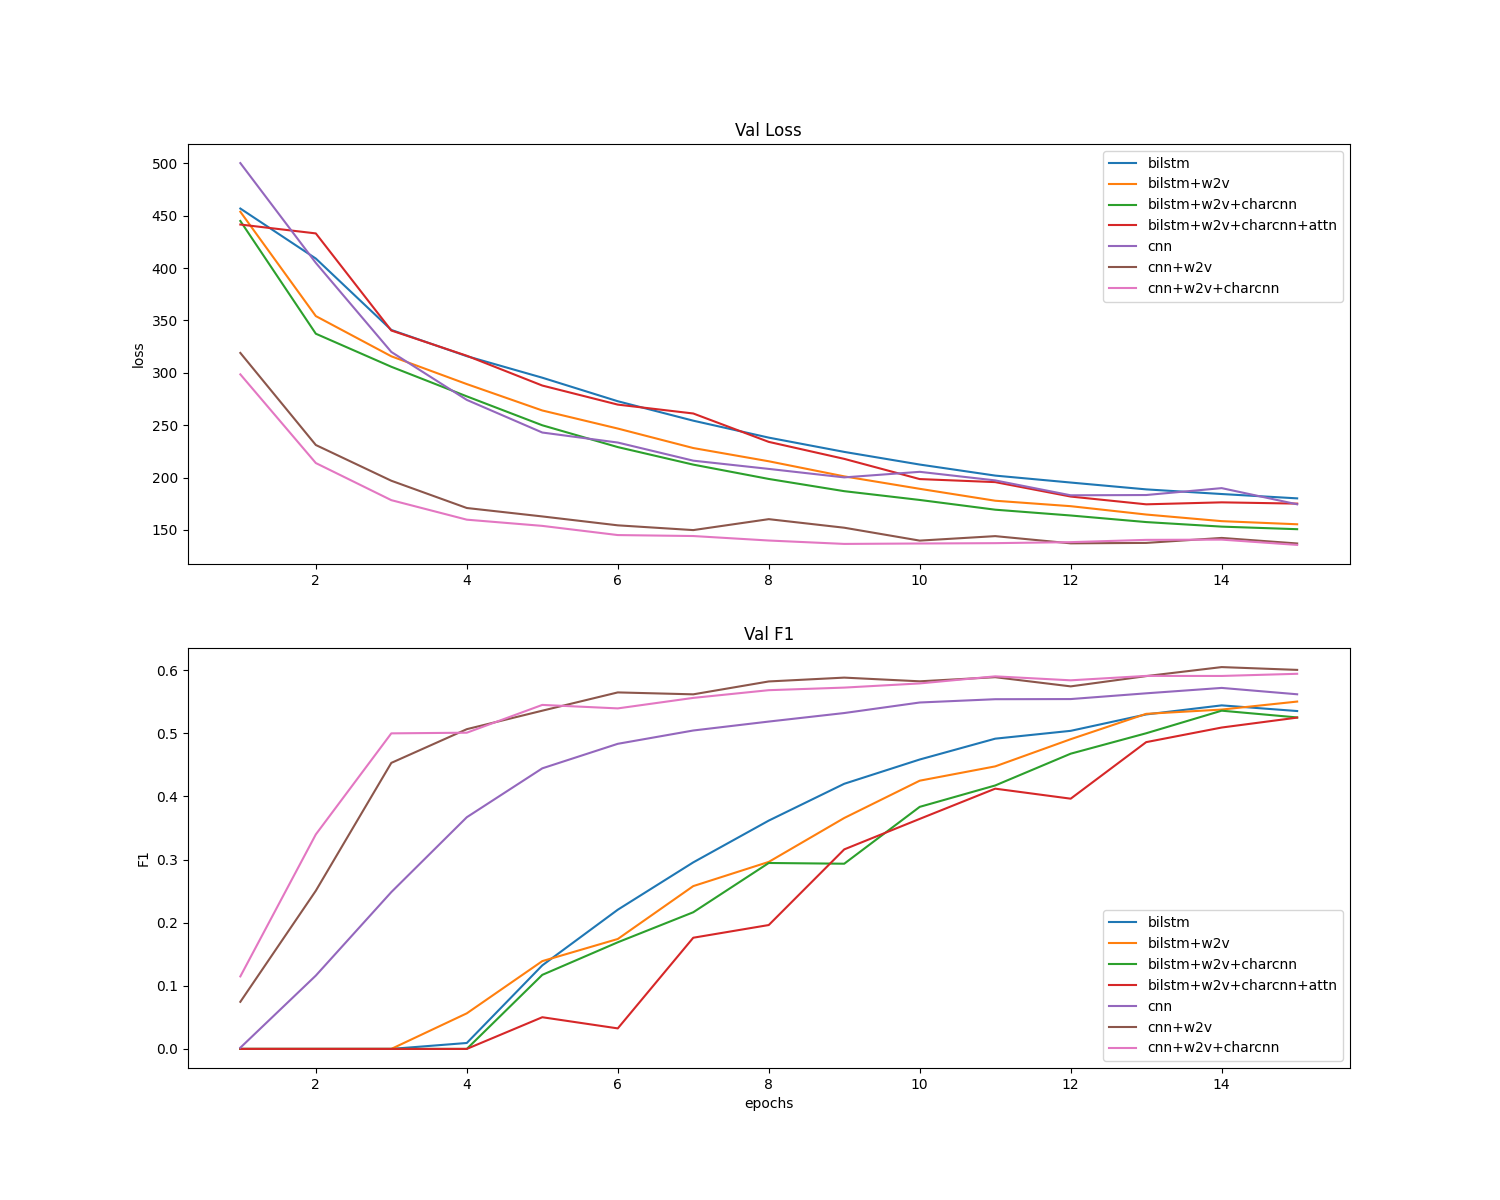 Val Loss
500
450
400
350
300
250
200
150
loss
bilstm
bilstm+w2v
bilstm+w2v+charcnn
bilstm+w2v+charcnn+attn
cnn
cnn+w2v
cnn+w2v+charcnn
2 4 6 8 10 12 14
Val F1
0.6
0.5
0.4
0.3
0.2
0.1
0.0
F1
bilstm
bilstm+w2v
bilstm+w2v+charcnn
bilstm+w2v+charcnn+attn
cnn
cnn+w2v
cnn+w2v+charcnn
2 4 6 8 10 12 14
epochs